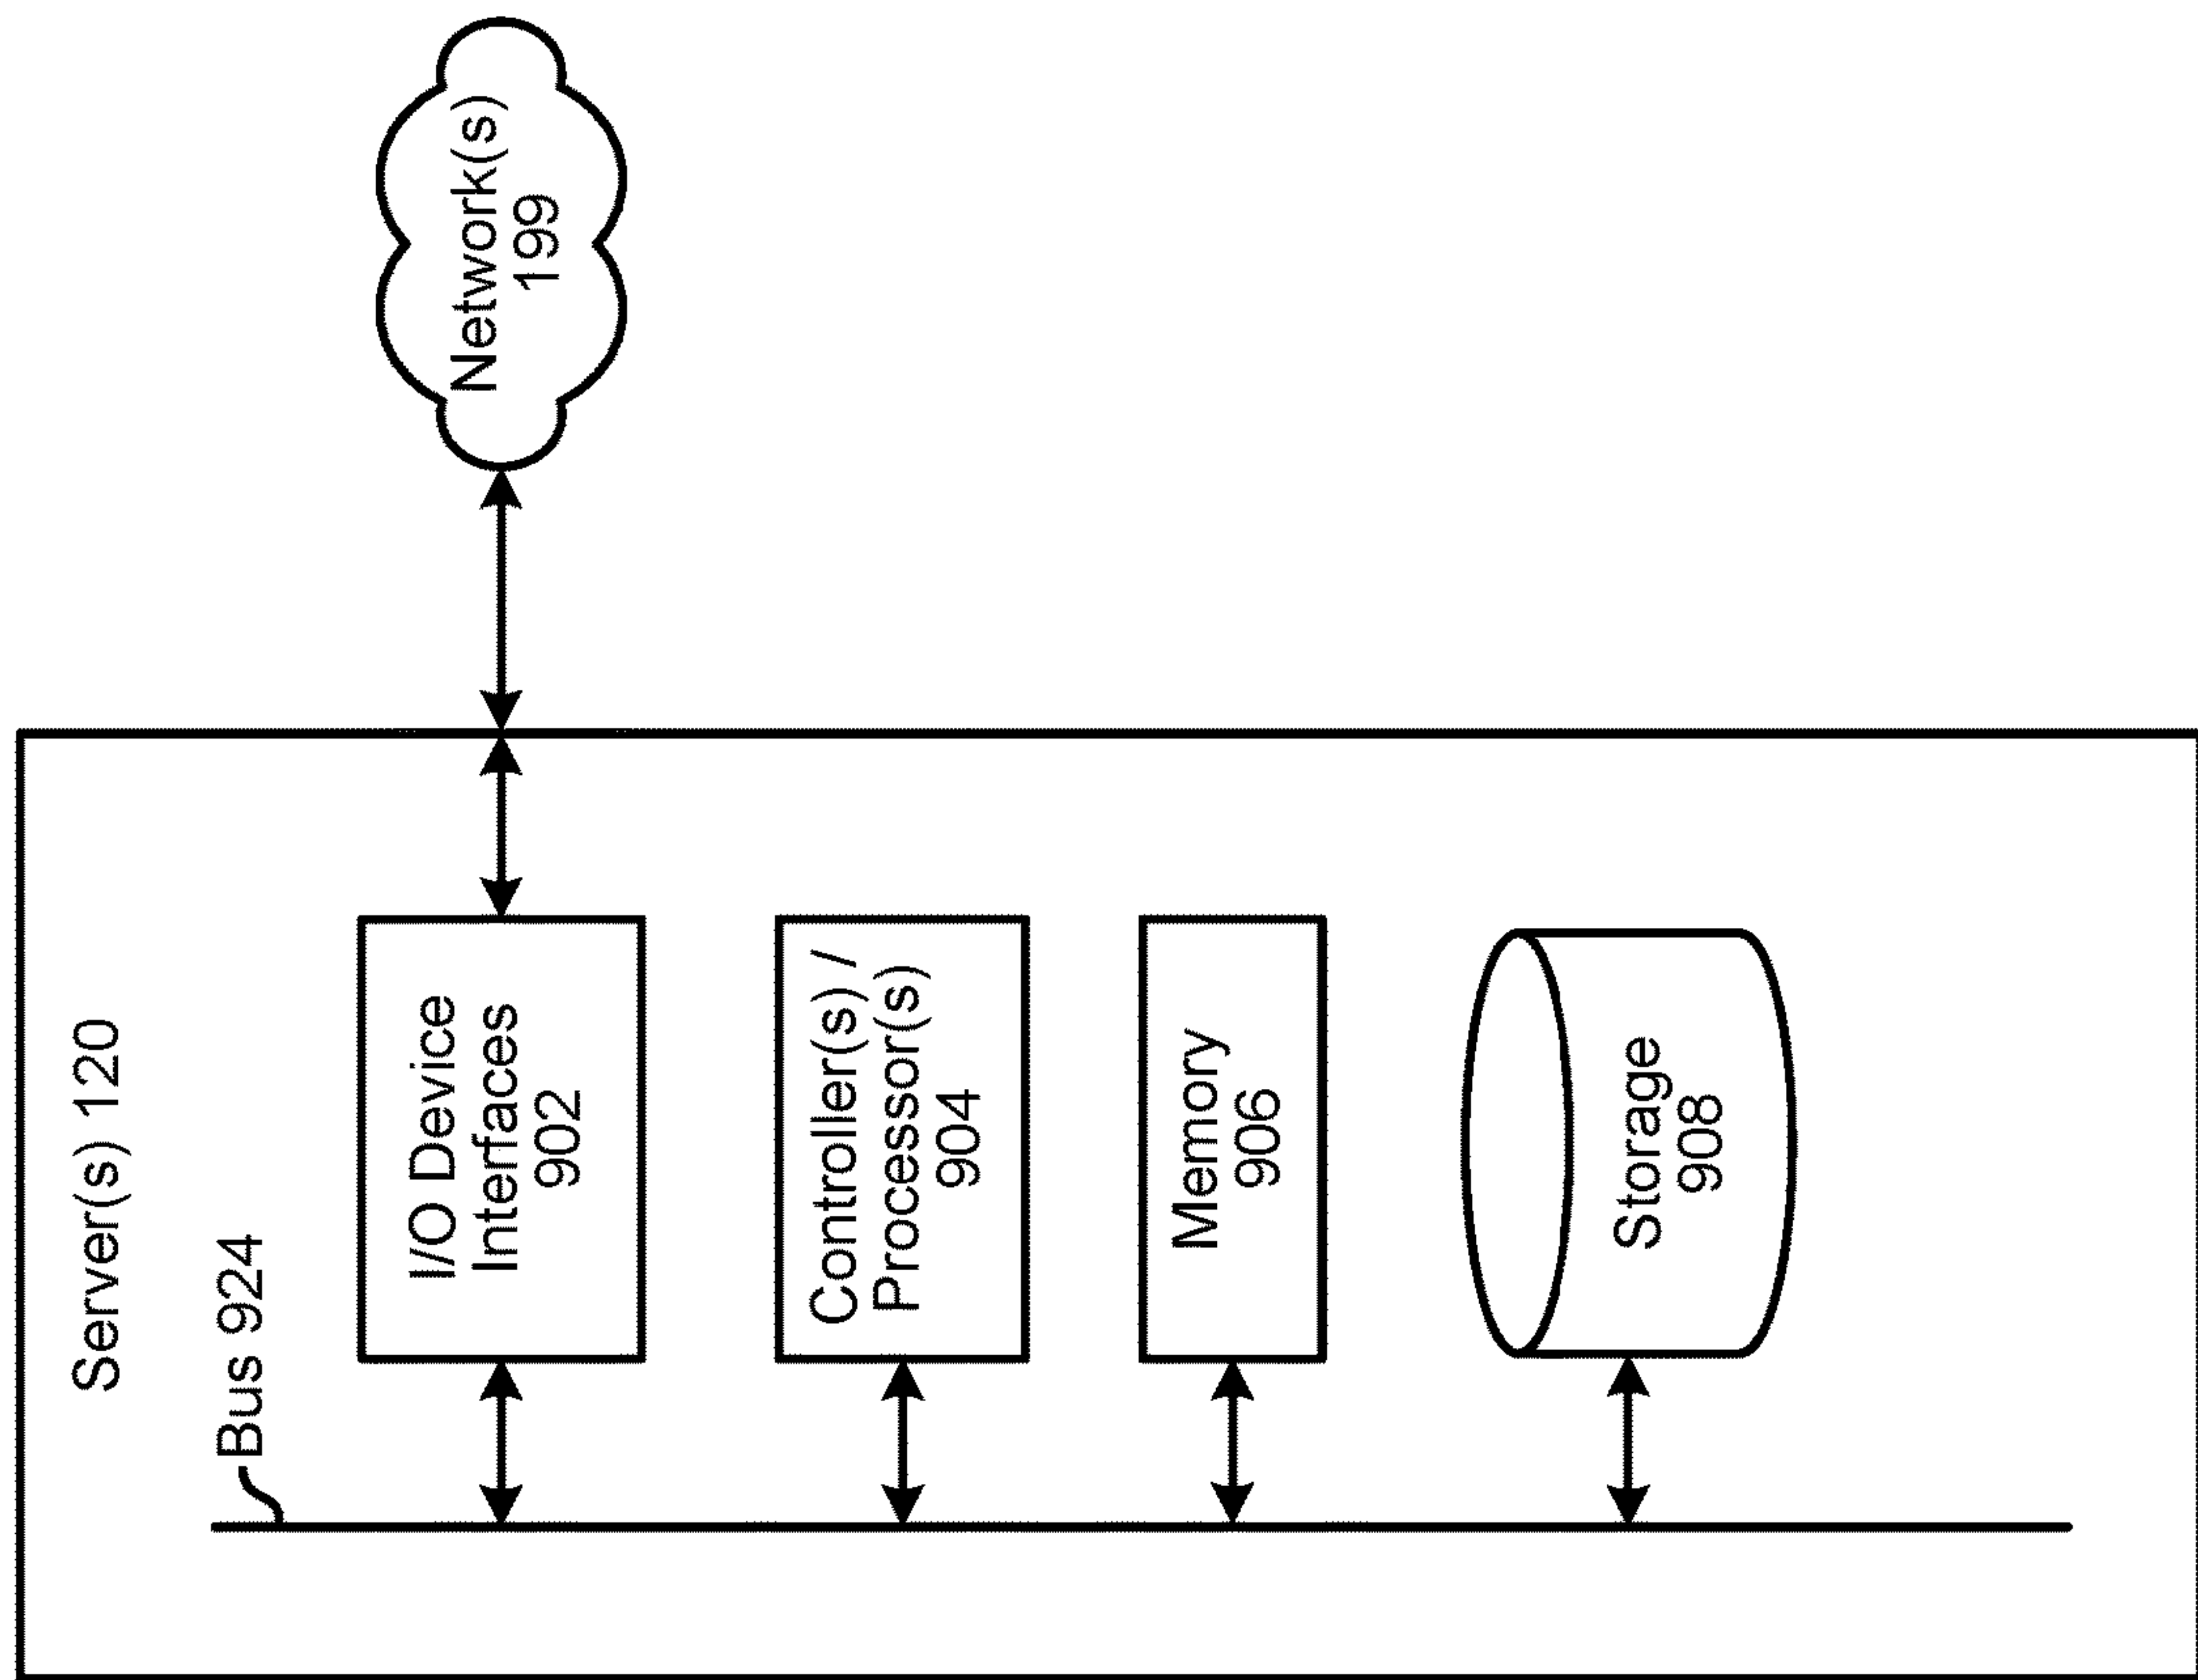 Server(s) 120
Bus 924
I/O Device
Interfaces
902
Controller(s) /
Processor(s)
904
Memory
906
Storage
908
Network(s)
199